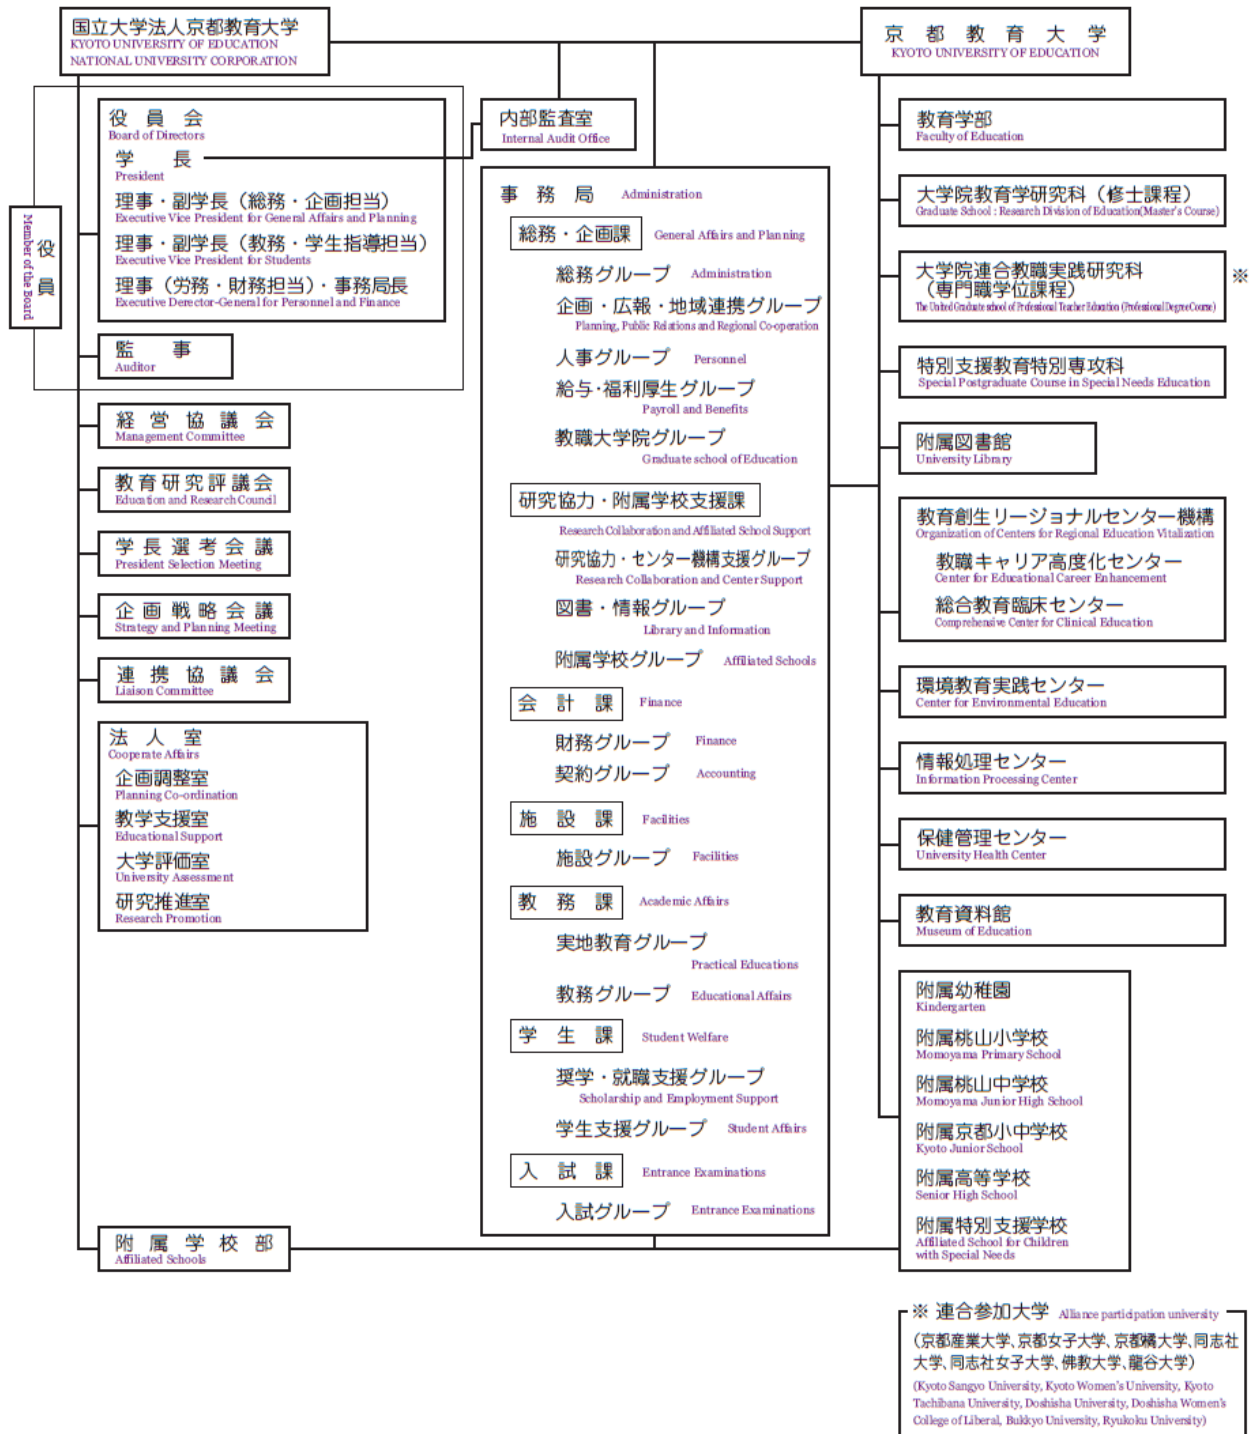 国立大学法人京都教育大学
KYOTO UNIVERSITY OF EDUCATION
NATIONAL UNIVERSITY CORPORATION
京都教育大学
KYOTO UNIVERSITY OF EDUCATION
役員
Member of the Board
役員会
Board of Directors
学長
President
理事・副学長（総務・企画担当）
Executive Vice President for General Affairs and Planning
理事・副学長（教務・学生指導担当）
Executive Vice President for Students
理事（労務・財務担当）・事務局長
Executive Derector-General for Personnel and Finance
監事
Auditor
経営協議会
Management Committee
教育研究評議会
Education and Research Council
学長選考会議
President Selection Meeting
企画戦略会議
Strategy and Planning Meeting
連携協議会
Liaison Committee
法人室
Cooperate Affairs
企画調整室
Planning Co-ordination
教学支援室
Educational Support
大学評価室
University Assessment
研究推進室
Research Promotion
附属学校部
Affiliated Schools
内部監査室
Internal Audit Office
事務局 Administration
総務・企画課 General Affairs and Planning
総務グループ Administration
企画・広報・地域連携グループ
Planning, Public Relations and Regional Co-operation
人事グループ Personnel
給与・福利厚生グループ
Payroll and Benefits
教職大学院グループ
Graduate school of Education
研究協力・附属学校支援課
Research Collaboration and Affiliated School Support
研究協力・センター機構支援グループ
Research Collaboration and Center Support
図書・情報グループ
Library and Information
附属学校グループ Affiliated Schools
会計課 Finance
財務グループ Finance
契約グループ Accounting
施設課 Facilities
施設グループ Facilities
教務課 Academic Affairs
実地教育グループ
Practical Educations
教務グループ Educational Affairs
学生課 Student Welfare
奨学・就職支援グループ
Scholarship and Employment Support
学生支援グループ Student Affairs
入試課 Entrance Examinations
入試グループ Entrance Examinations
教育学部
Faculty of Education
大学院教育学研究科（修士課程）
Graduate School : Research Division of Education(Master's Course)
大学院連合教職実践研究科
（専門職学位課程）
The United Graduate school of Professional Teacher Education (Professional Degree Course)
※
特別支援教育特別専攻科
Special Postgraduate Course in Special Needs Education
附属図書館
University Library
教育創生リージョナルセンター機構
Organization of Centers for Regional Education Vitalization
教職キャリア高度化センター
Center for Educational Career Enhancement
総合教育臨床センター
Comprehensive Center for Clinical Education
環境教育実践センター
Center for Environmental Education
情報処理センター
Information Processing Center
保健管理センター
University Health Center
教育資料館
Museum of Education
附属幼稚園
Kindergarten
附属桃山小学校
Momoyama Primary School
附属桃山中学校
Momoyama Junior High School
附属京都小中学校
Kyoto Junior School
附属高等学校
Senior High School
附属特別支援学校
Affiliated School for Children
with Special Needs
※ 連合参加大学 Alliance participation university
（京都産業大学、京都女子大学、京都橘大学、同志社
大学、同志社女子大学、佛教大学、龍谷大学）
(Kyoto Sangyo University, Kyoto Women's University, Kyoto
Tachibana University, Doshisha University, Doshisha Women's
College of Liberal, Bukkyo University, Ryukoku University)